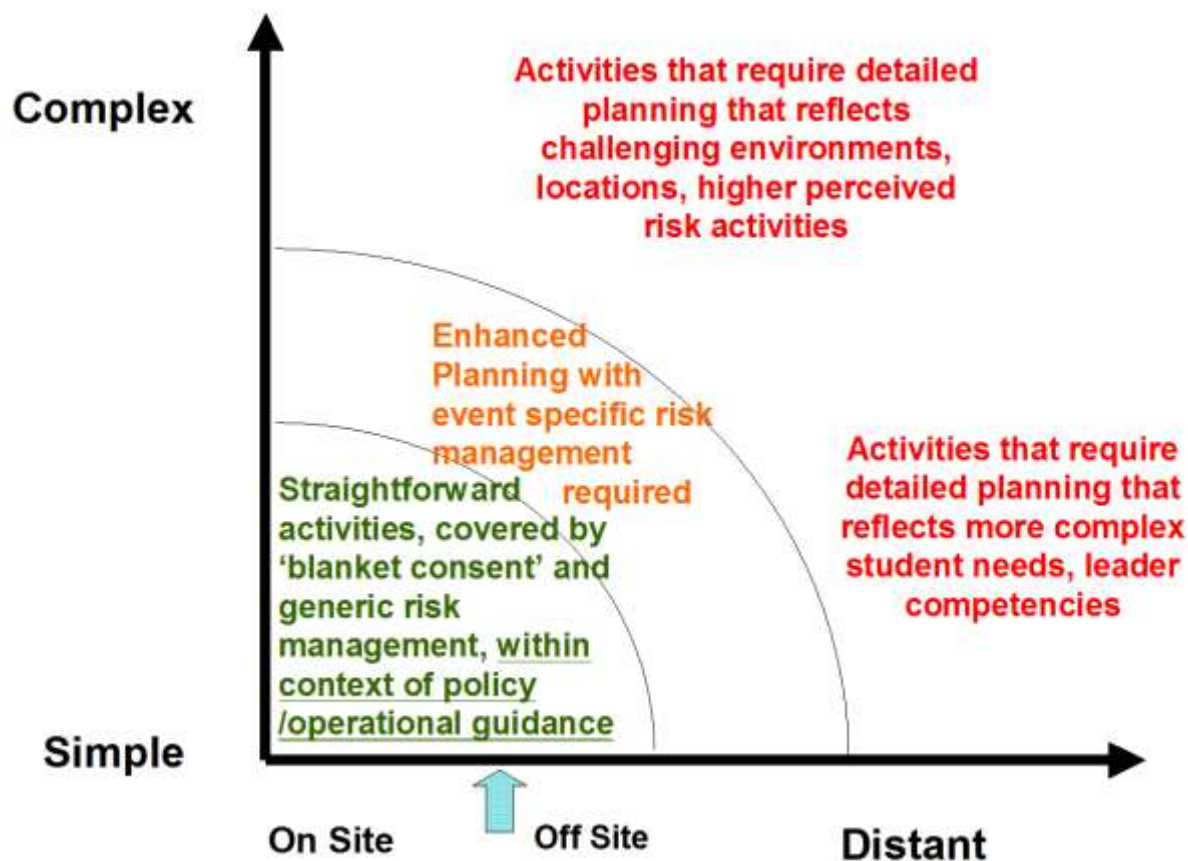 Complex
Activities that require detailed
planning that reflects
challenging environments,
locations, higher perceived
risk activities
Enhanced
Planning with
event specific risk
management
required
Straightforward
activities, covered by
‘blanket consent’ and
generic risk
management, within
context of policy
/operational guidance
Activities that require
detailed planning that
reflects more complex
student needs, leader
competencies
Simple
On Site
Off Site
Distant